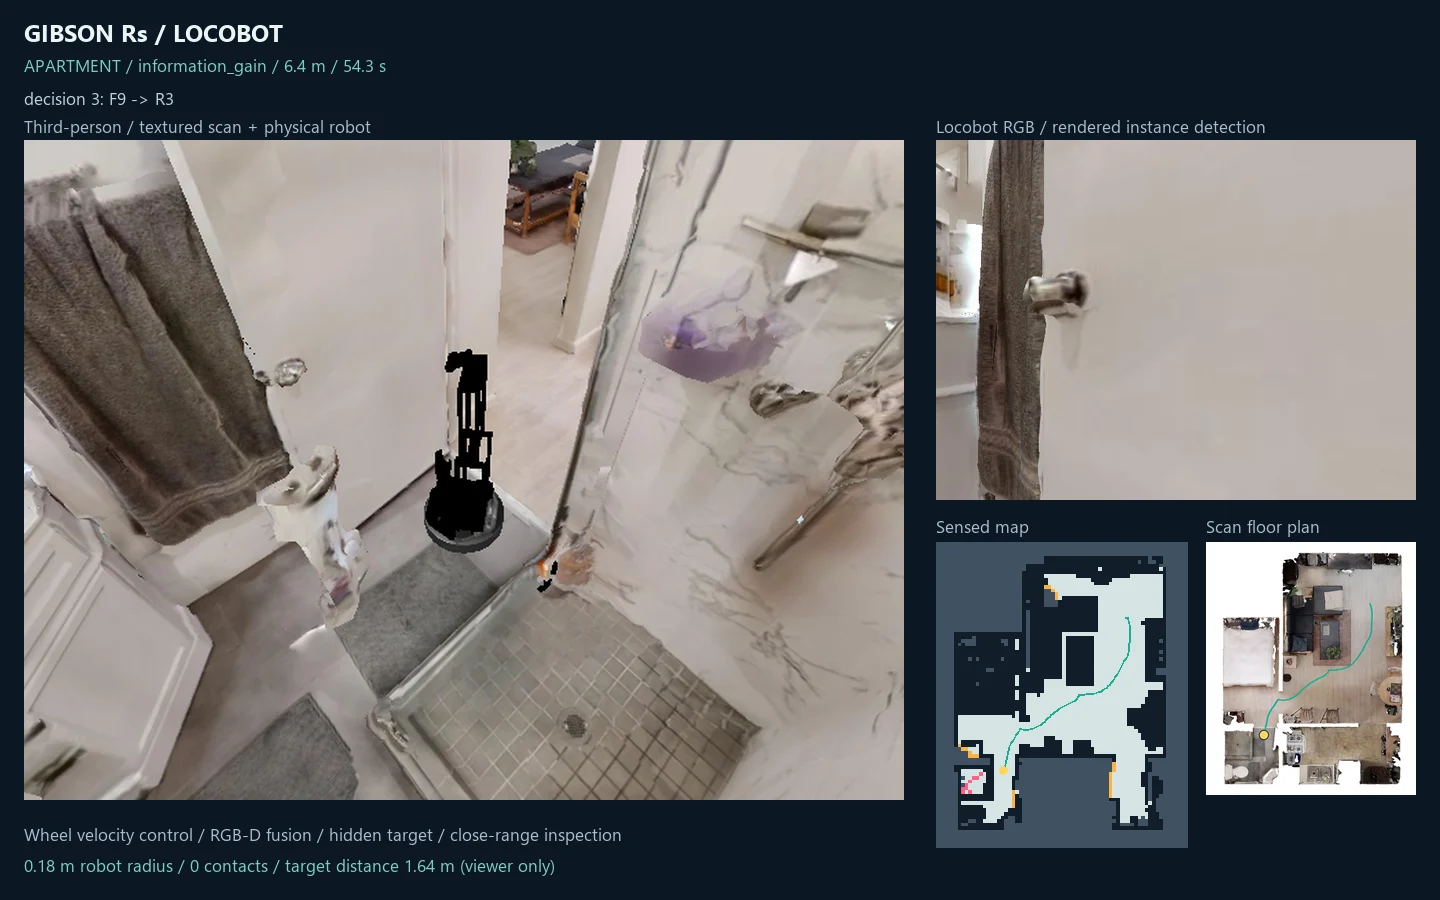 GIBSON Rs / LOCOBOT
APARTMENT / information_gain / 6.4 m / 54.3 s
decision 3: F9 -> R3
Third-person / textured scan + physical robot
Locobot RGB / rendered instance detection
Sensed map
Scan floor plan
Wheel velocity control / RGB-D fusion / hidden target / close-range inspection
0.18 m robot radius / 0 contacts / target distance 1.64 m (viewer only)